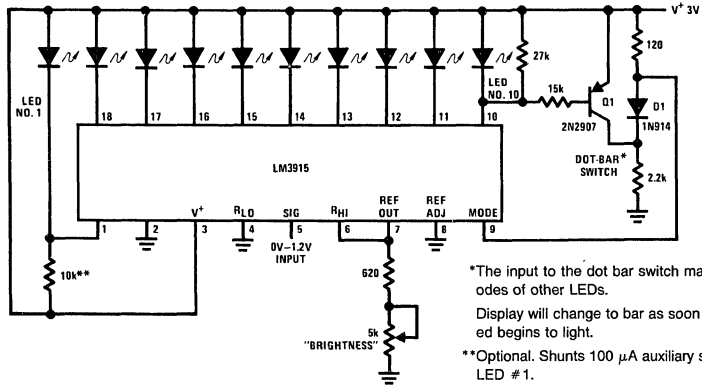 V+ 3V
120
27k
LED
NO. 1
LED
NO. 10
15k
Q1
2N2907
D1
1N914
18
17
16
15
14
13
12
11
10
LM3915
DOT-BAR*
SWITCH
2.2k
V+
RLO
SIG
RHI
REF
OUT
REF
ADJ
MODE
1
2
3
4
5
6
7
8
9
0V–1.2V
INPUT
10k**
620
5k
"BRIGHTNESS"
*The input to the dot bar switch ma
odes of other LEDs.
Display will change to bar as soon
ed begins to light.
**Optional. Shunts 100 μA auxiliary s
LED #1.